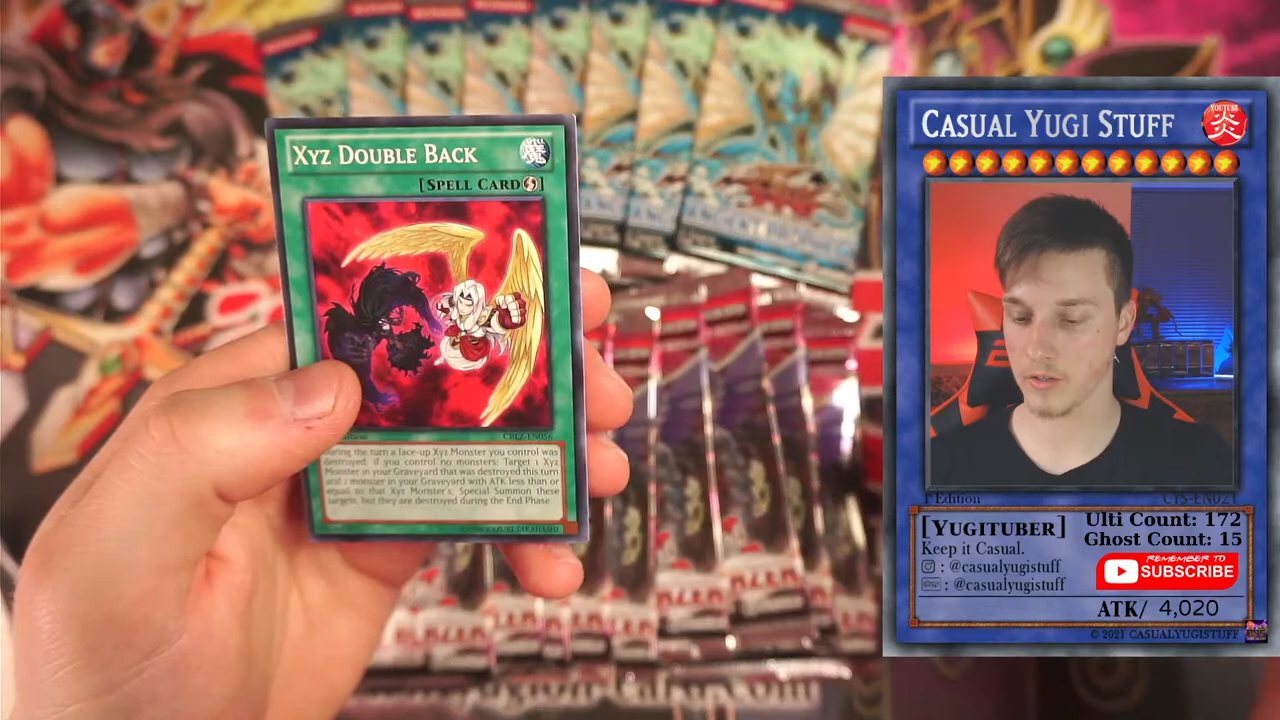 XYZ DOUBLE BACK
[SPELL CARD]
CBLZ-EN056
During the turn a face-up Xyz Monster you control was
destroyed, if you control no monsters: Target 1 Xyz
Monster in your Graveyard that was destroyed this turn
and 1 monster in your Graveyard with ATK less than or
equal to that Xyz Monster's; Special Summon these
targets, but they are destroyed during the End Phase
KAZUKI TAKAHASHI
CASUAL YUGI STUFF
YOUTUBE
炎
1st Edition
CYS-EN021
[YUGITUBER]
Keep it Casual.
: @casualyugistuff
: @casualyugistuff
Ulti Count: 172
Ghost Count: 15
REMEMBER TO
SUBSCRIBE
ATK/ 4,020
© 2021 CASUALYUGISTUFF